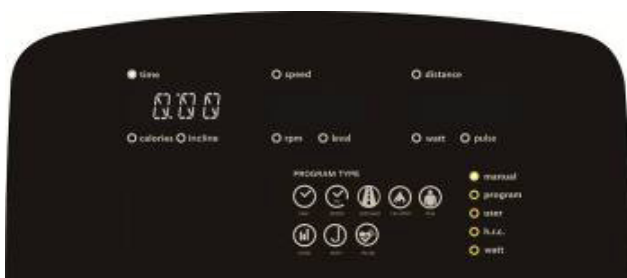 time speed distance
0:00
calories incline rpm level watt pulse
PROGRAM TYPE
manual
program
user
h.r.c.
watt